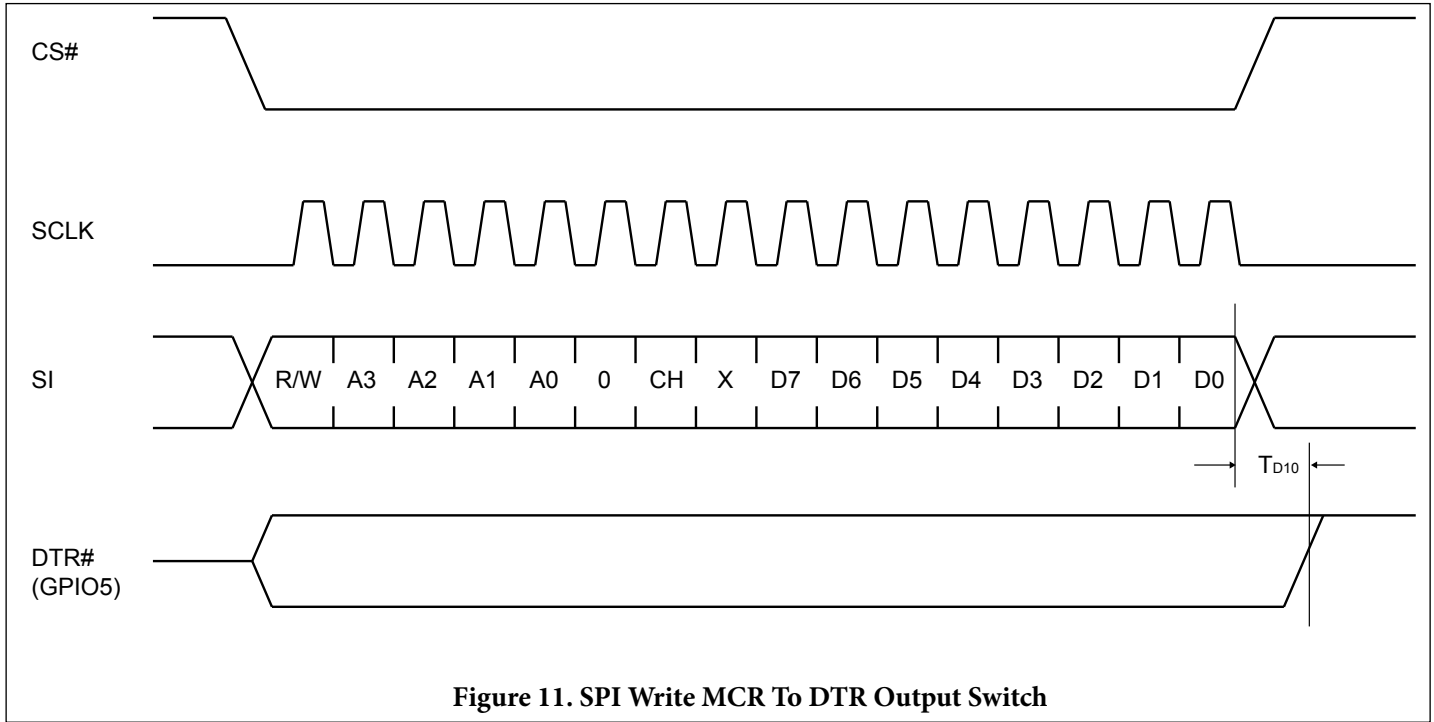 CS#
SCLK
SI
R/W A3 A2 A1 A0 0 CH X D7 D6 D5 D4 D3 D2 D1 D0
TD10
DTR#
(GPIO5)
Figure 11. SPI Write MCR To DTR Output Switch